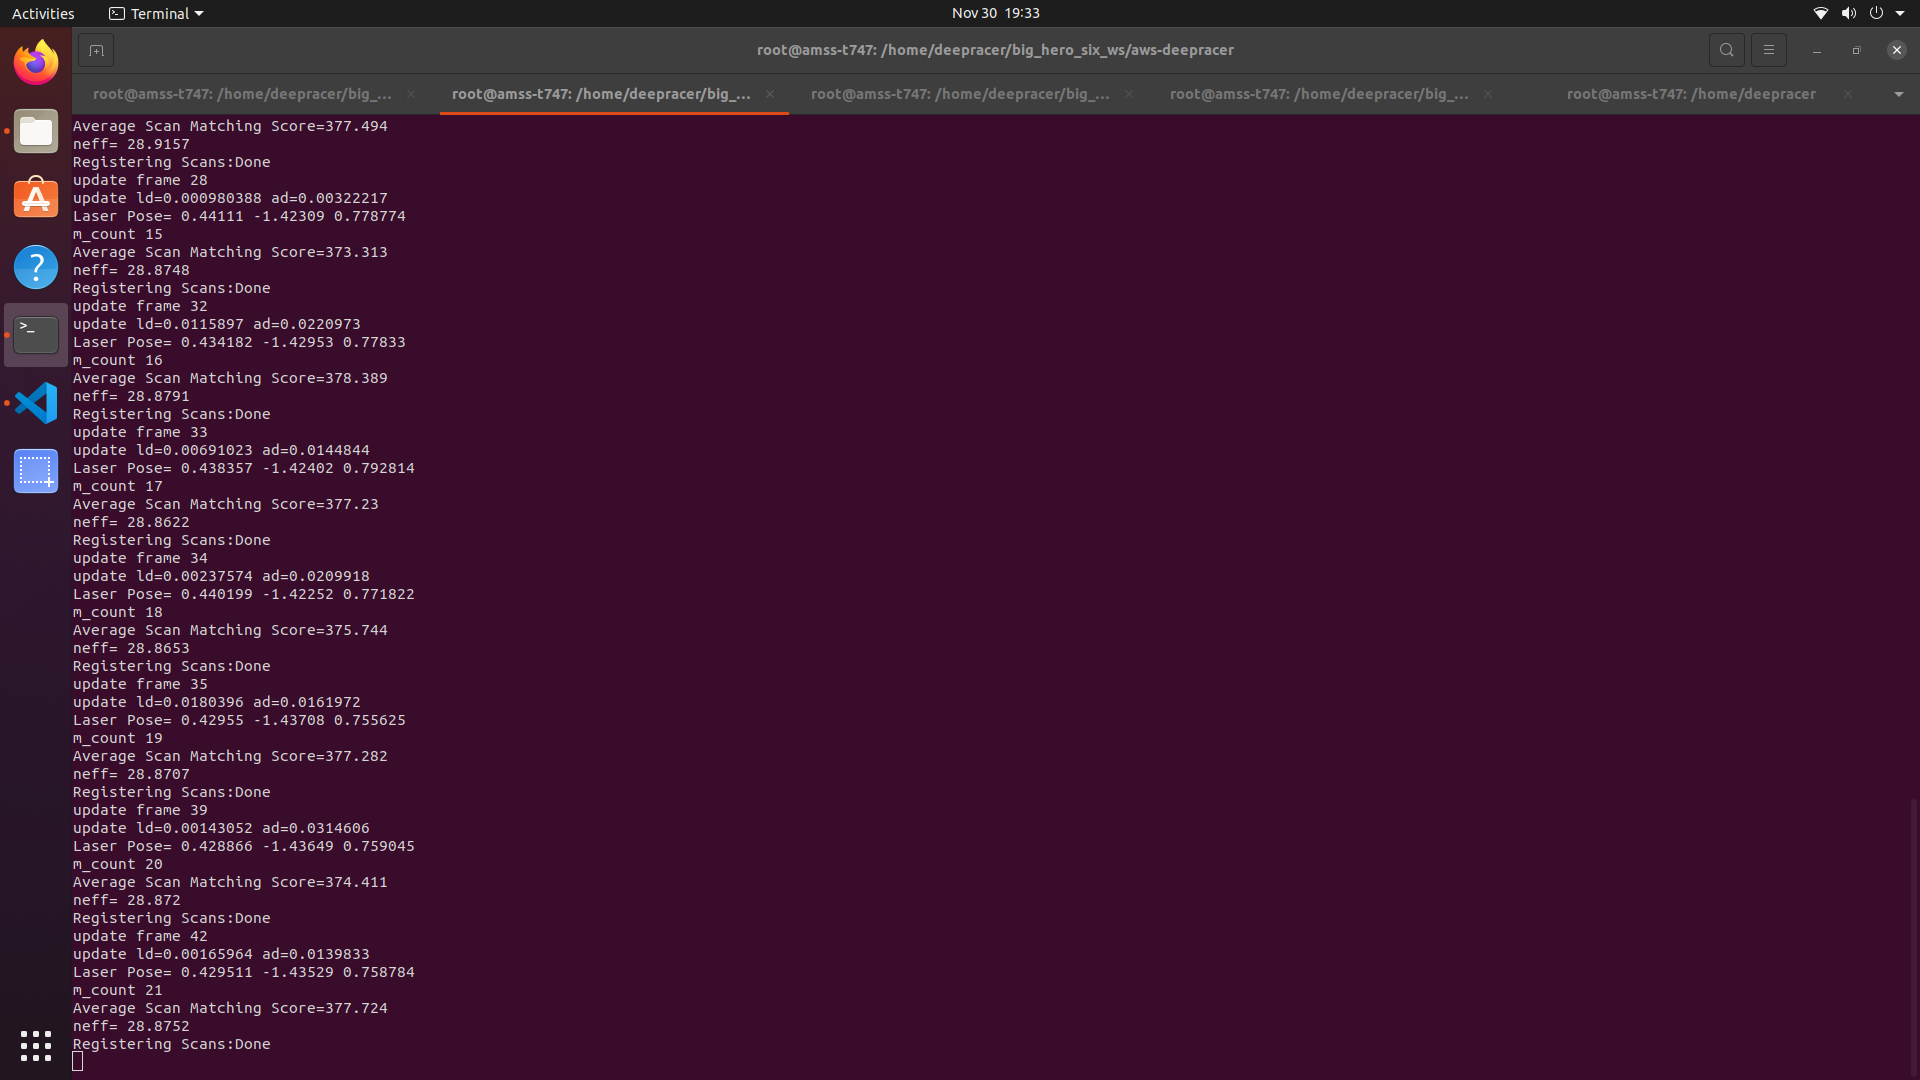 Activities
Terminal
Nov 30 19:33
root@amss-t747: /home/deepracer/big_hero_six_ws/aws-deepracer
root@amss-t747: /home/deepracer/big_...
root@amss-t747: /home/deepracer/big_...
root@amss-t747: /home/deepracer/big_...
root@amss-t747: /home/deepracer/big_...
root@amss-t747: /home/deepracer
Average Scan Matching Score=377.494
neff= 28.9157
Registering Scans:Done
update frame 28
update ld=0.000980388 ad=0.00322217
Laser Pose= 0.44111 -1.42309 0.778774
m_count 15
Average Scan Matching Score=373.313
neff= 28.8748
Registering Scans:Done
update frame 32
update ld=0.0115897 ad=0.0220973
Laser Pose= 0.434182 -1.42953 0.77833
m_count 16
Average Scan Matching Score=378.389
neff= 28.8791
Registering Scans:Done
update frame 33
update ld=0.00691023 ad=0.0144844
Laser Pose= 0.438357 -1.42402 0.792814
m_count 17
Average Scan Matching Score=377.23
neff= 28.8622
Registering Scans:Done
update frame 34
update ld=0.00237574 ad=0.0209918
Laser Pose= 0.440199 -1.42252 0.771822
m_count 18
Average Scan Matching Score=375.744
neff= 28.8653
Registering Scans:Done
update frame 35
update ld=0.0180396 ad=0.0161972
Laser Pose= 0.42955 -1.43708 0.755625
m_count 19
Average Scan Matching Score=377.282
neff= 28.8707
Registering Scans:Done
update frame 39
update ld=0.00143052 ad=0.0314606
Laser Pose= 0.428866 -1.43649 0.759045
m_count 20
Average Scan Matching Score=374.411
neff= 28.872
Registering Scans:Done
update frame 42
update ld=0.00165964 ad=0.0139833
Laser Pose= 0.429511 -1.43529 0.758784
m_count 21
Average Scan Matching Score=377.724
neff= 28.8752
Registering Scans:Done